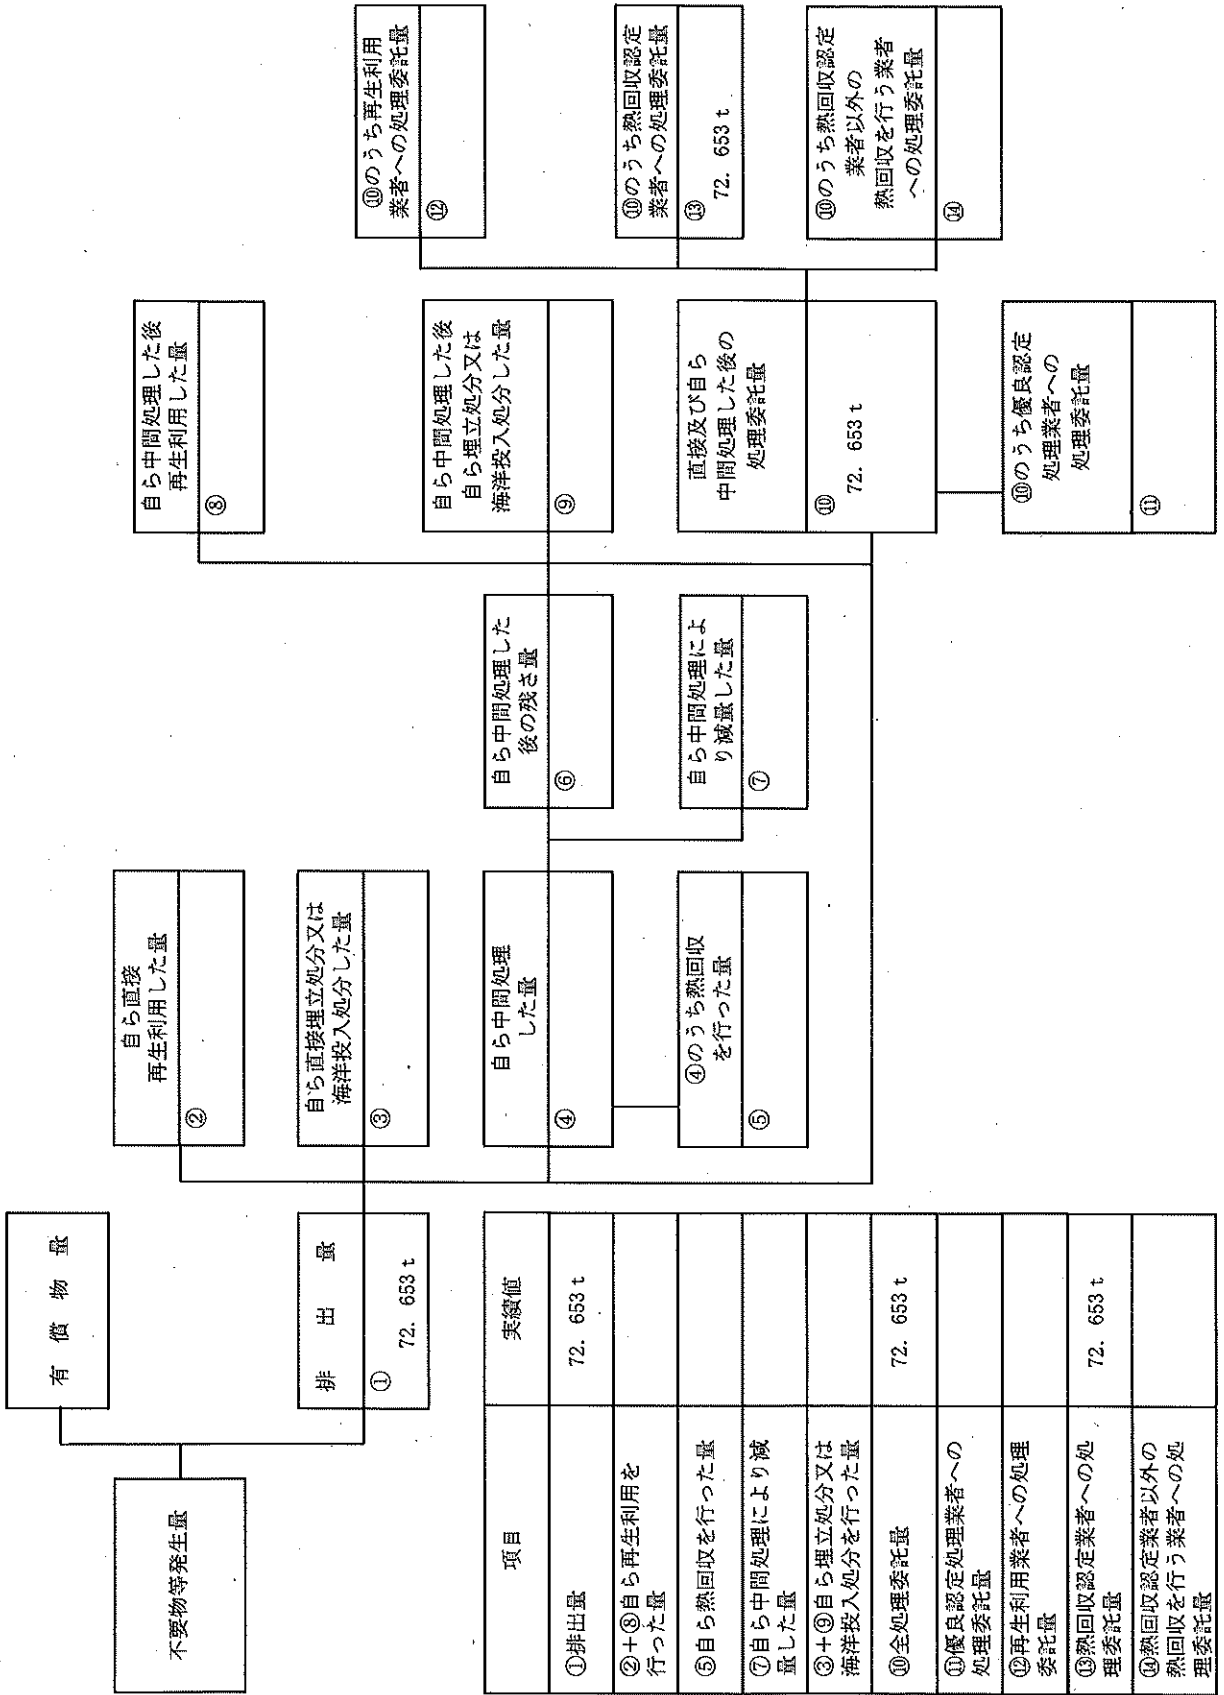 不要物等発生量
有償物量
排出量
①
72. 653 t
自ら直接
再生利用した量
②
自ら直接埋立処分又は
海洋投入処分した量
③
自ら中間処理
した量
④
④のうち熱回収
を行った量
⑤
自ら中間処理した
後の残さ量
⑥
自ら中間処理によ
り減量した量
⑦
自ら中間処理した後
再生利用した量
⑧
自ら中間処理した後
自ら埋立処分又は
海洋投入処分した量
⑨
直接及び自ら
中間処理した後の
処理委託量
⑩
72. 653 t
⑩のうち優良認定
処理業者への
処理委託量
⑪
⑩のうち再生利用
業者への処理委託量
⑫
⑩のうち熱回収認定
業者への処理委託量
⑬
72. 653 t
⑩のうち熱回収認定
業者以外の
熱回収を行う業者
への処理委託量
⑭
項目 実績値
①排出量 72. 653 t
②+⑧自ら再生利用を
行った量
⑤自ら熱回収を行った量
⑦自ら中間処理により減
量した量
③+⑨自ら埋立処分又は
海洋投入処分を行った量
⑩全処理委託量 72. 653 t
⑪優良認定処理業者への
処理委託量
⑫再生利用業者への処理
委託量
⑬熱回収認定業者への処
理委託量 72. 653 t
⑭熱回収認定業者以外の
熱回収を行う業者への処
理委託量